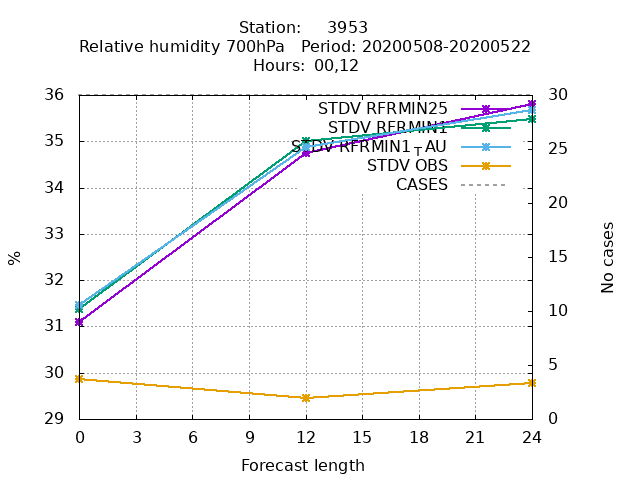 Station: 3953
Relative humidity 700hPa Period: 20200508-20200522
Hours: 00,12
36
35
34
33
32
31
30
29
%
30
25
20
15
10
5
0
No cases
STDV RFRMIN25
STDV RFRMIN1
STDV RFRMIN1TAU
STDV OBS
CASES
0 3 6 9 12 15 18 21 24
Forecast length